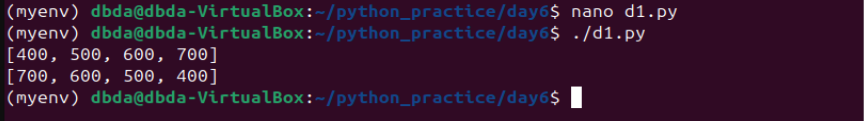 (myenv) dbda@dbda-VirtualBox:~/python_practice/day6$ nano d1.py
(myenv) dbda@dbda-VirtualBox:~/python_practice/day6$ ./d1.py
[400, 500, 600, 700]
[700, 600, 500, 400]
(myenv) dbda@dbda-VirtualBox:~/python_practice/day6$